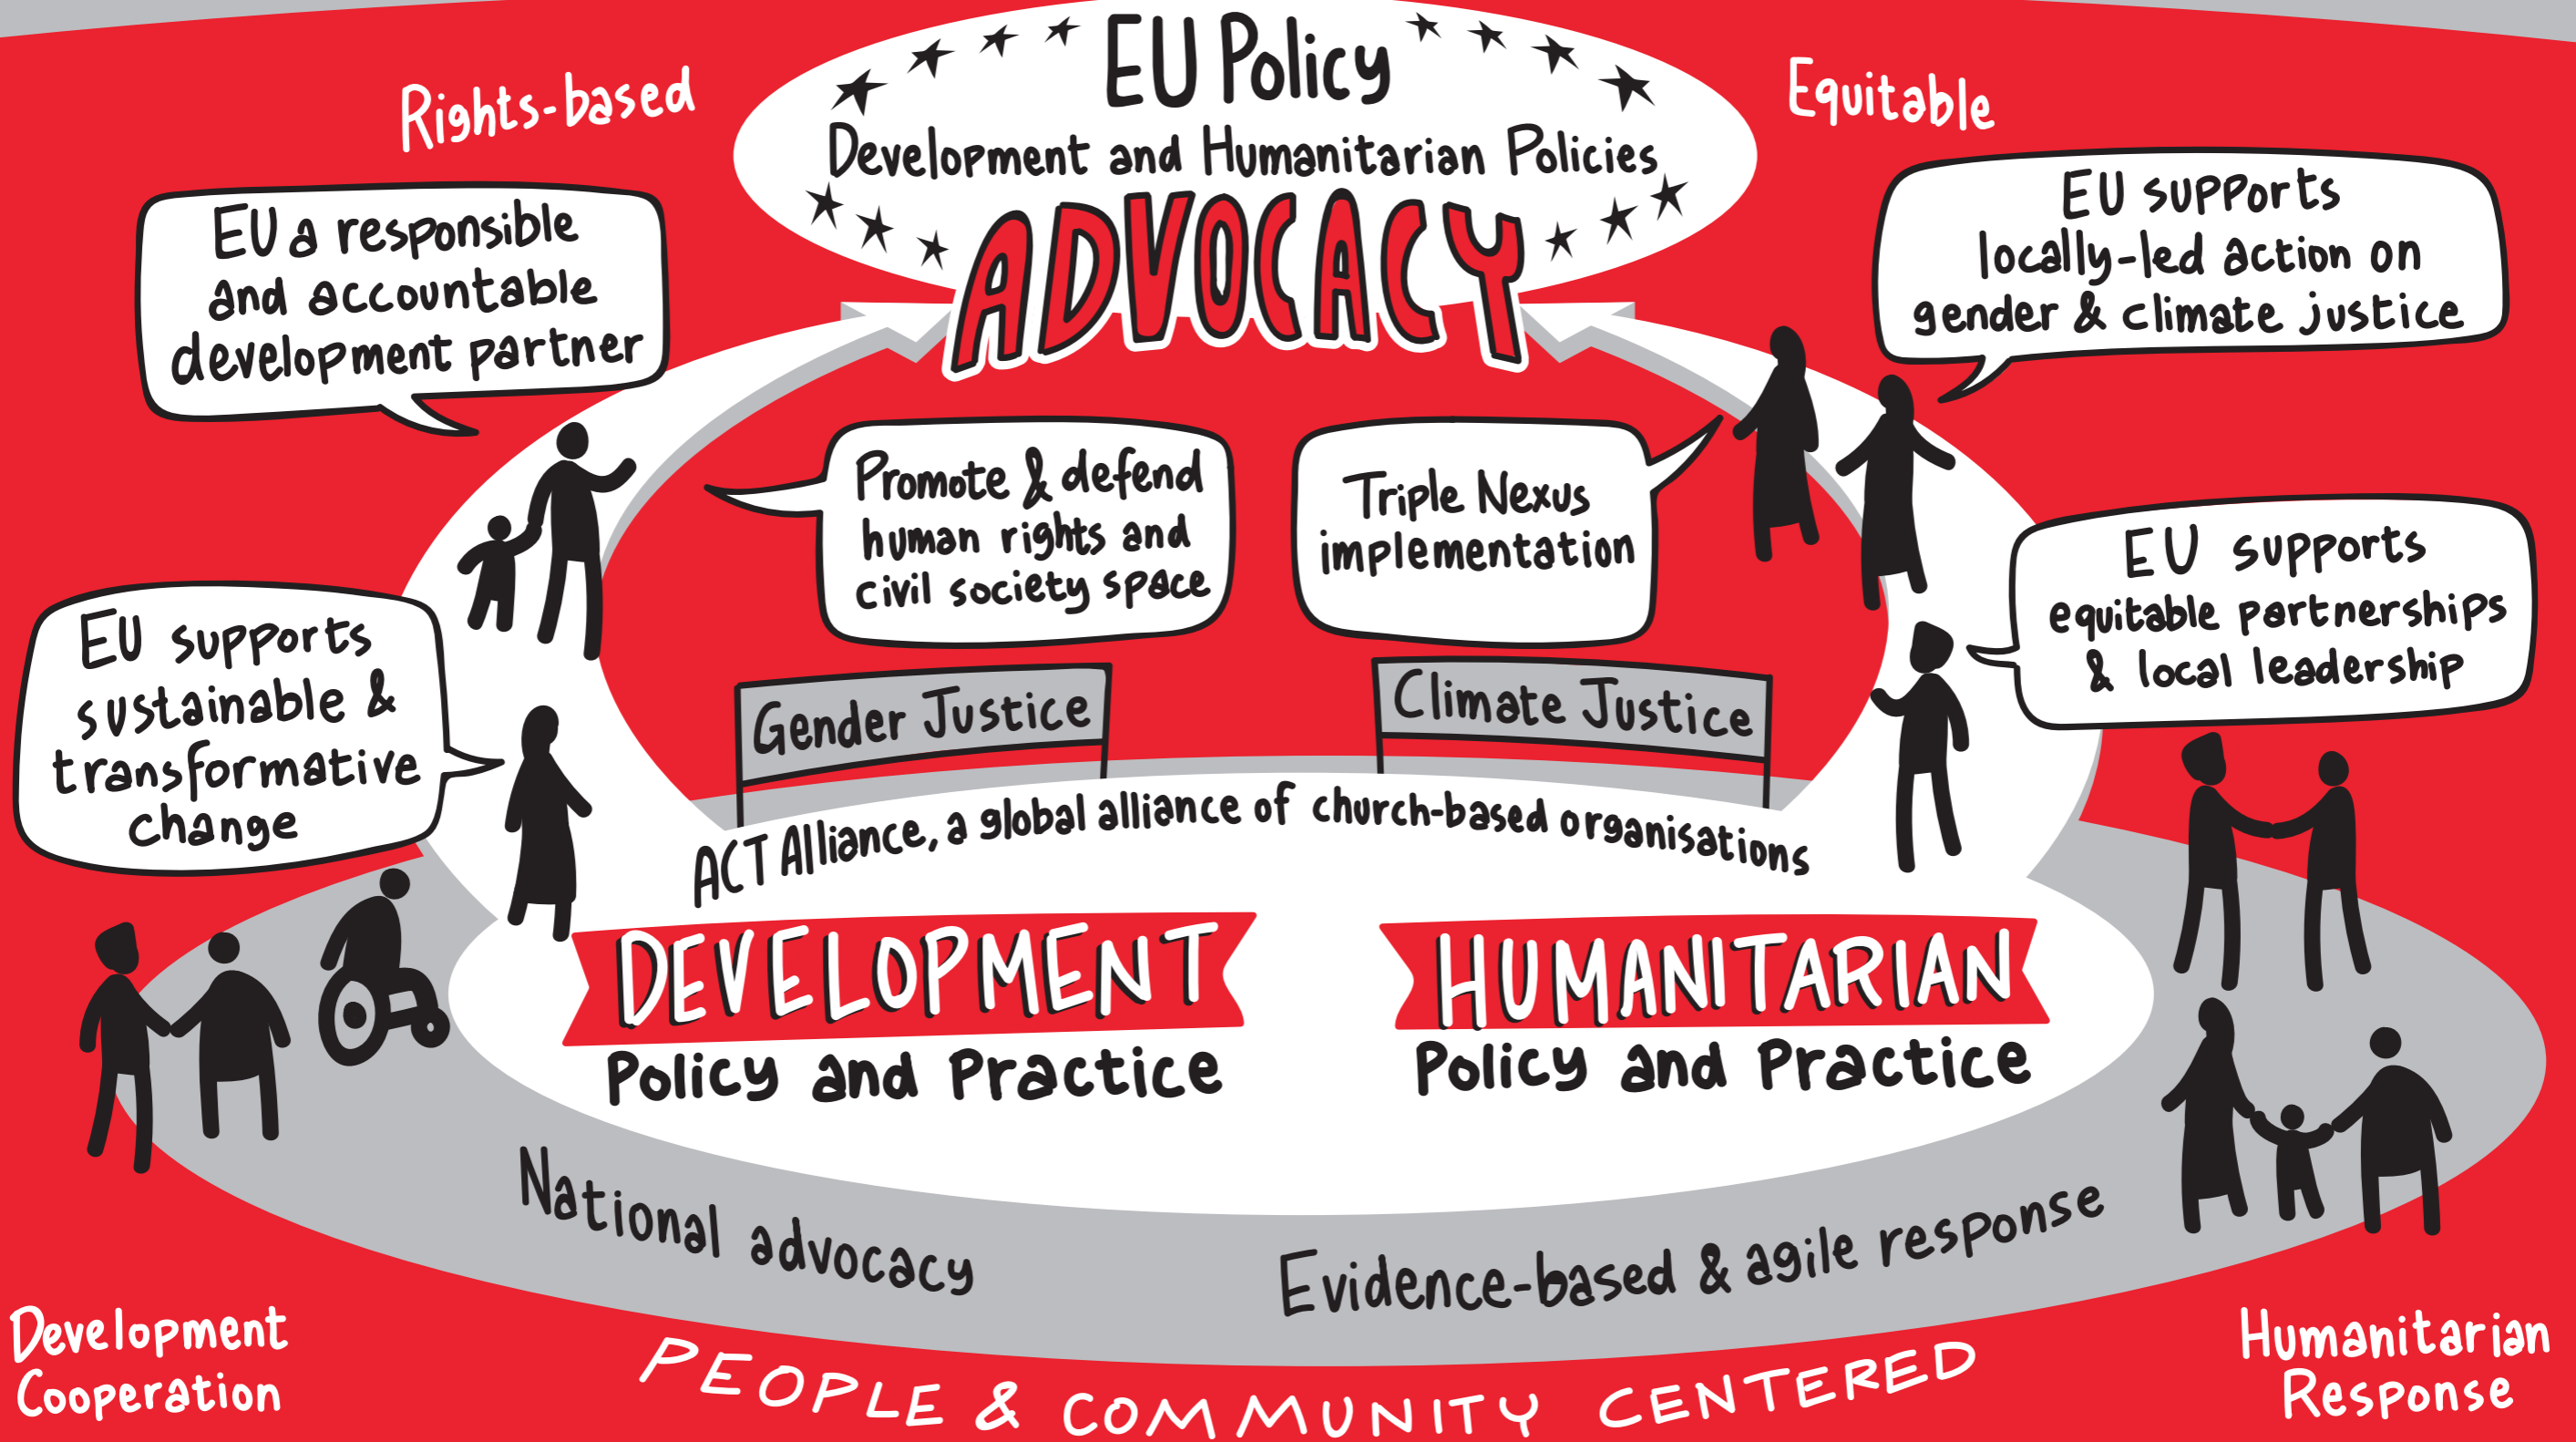 EU Policy
Development and Humanitarian Policies
ADVOCACY
Rights-based
Equitable
EU a responsible
and accountable
development partner
EU supports
locally-led action on
gender & climate justice
Promote & defend
human rights and
civil society space
Triple Nexus
implementation
EU supports
sustainable &
transformative
change
EU supports
equitable partnerships
& local leadership
Gender Justice
Climate Justice
ACT Alliance, a global alliance of church-based organisations
DEVELOPMENT
Policy and Practice
HUMANITARIAN
Policy and Practice
National advocacy
Evidence-based & agile response
Development
Cooperation
PEOPLE & COMMUNITY CENTERED
Humanitarian
Response